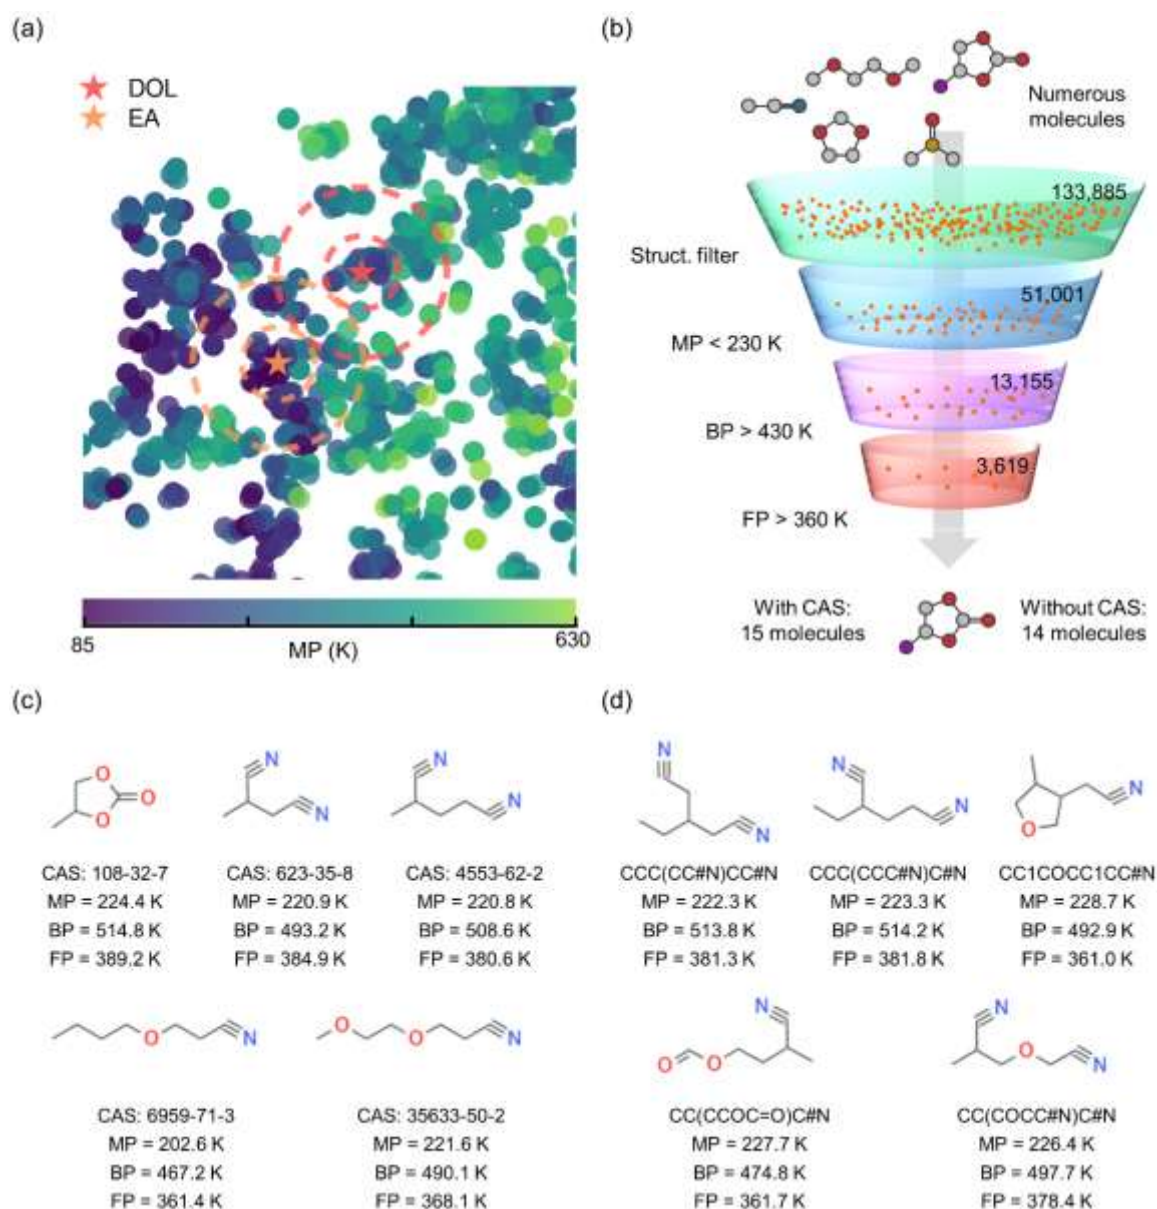 (a)
DOL
EA
85
630
MP (K)
(b)
Numerous
molecules
133,885
Struct. filter
51,001
MP < 230 K
13,155
BP > 430 K
3,619
FP > 360 K
With CAS:
15 molecules
Without CAS:
14 molecules
(c)
O
O
O
N
N
N
N
CAS: 108-32-7
MP = 224.4 K
BP = 514.8 K
FP = 389.2 K
CAS: 623-35-8
MP = 220.9 K
BP = 493.2 K
FP = 384.9 K
CAS: 4553-62-2
MP = 220.8 K
BP = 508.6 K
FP = 380.6 K
O
N
O
O
N
CAS: 6959-71-3
MP = 202.6 K
BP = 467.2 K
FP = 361.4 K
CAS: 35633-50-2
MP = 221.6 K
BP = 490.1 K
FP = 368.1 K
(d)
N
N
N
N
O
N
CCC(CC#N)CC#N
MP = 222.3 K
BP = 513.8 K
FP = 381.3 K
CCC(CCC#N)C#N
MP = 223.3 K
BP = 514.2 K
FP = 381.8 K
CC1COCC1CC#N
MP = 228.7 K
BP = 492.9 K
FP = 361.0 K
N
O
O
N
O
N
CC(CCOC=O)C#N
MP = 227.7 K
BP = 474.8 K
FP = 361.7 K
CC(COCC#N)C#N
MP = 226.4 K
BP = 497.7 K
FP = 378.4 K